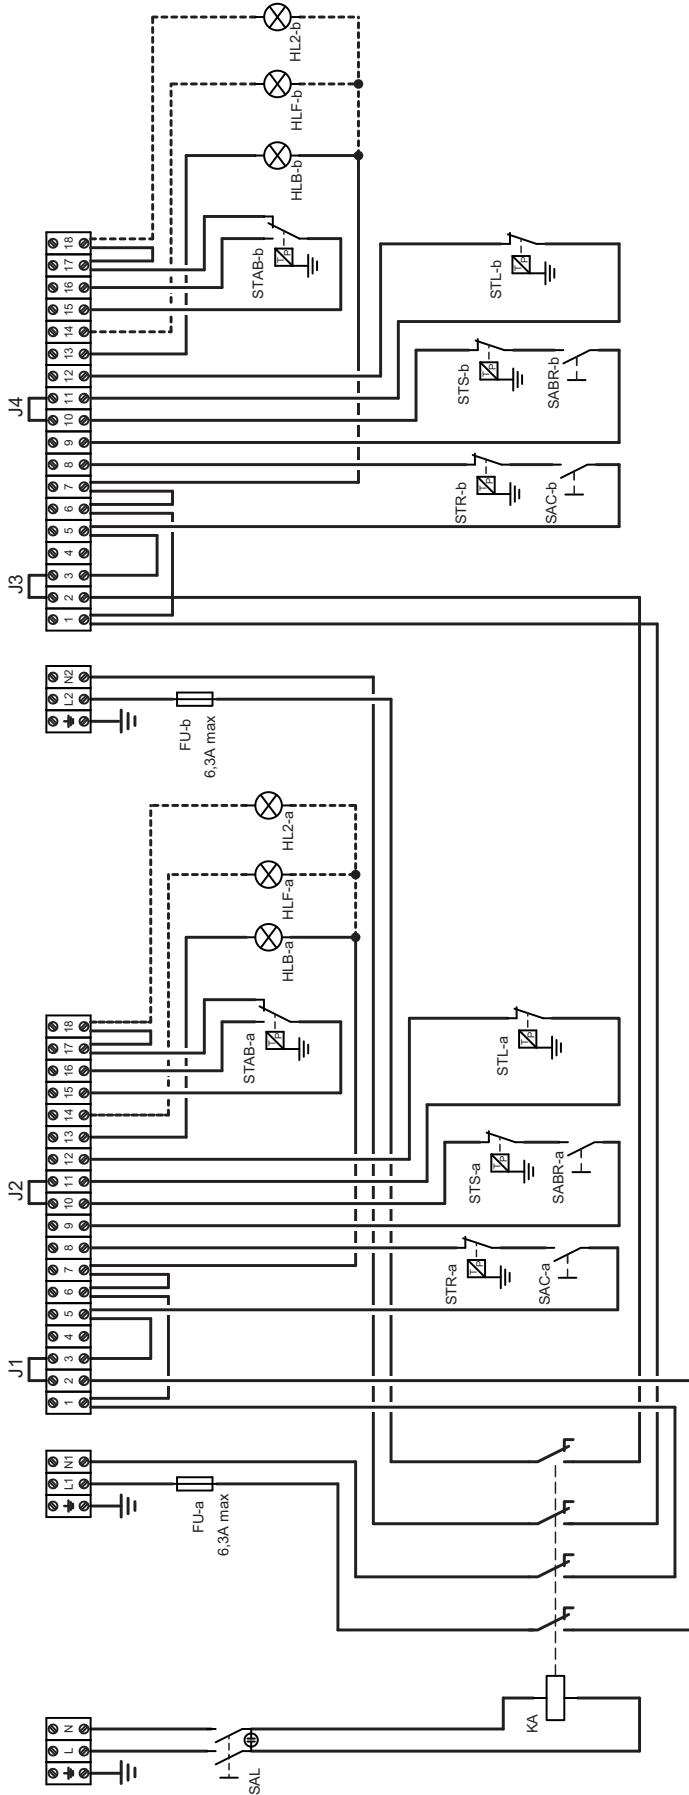 J1
J2
J3
J4
L N
L1 N1
1 2 3 4 5 6 7 8 9 10 11 12 13 14 15 16 17 18
L2 N2
1 2 3 4 5 6 7 8 9 10 11 12 13 14 15 16 17 18
FU-a
6,3A max
FU-b
6,3A max
SAL
STAB-a
T P
HLB-a
HLF-a
HL2-a
STAB-b
T P
HLB-b
HLF-b
HL2-b
STR-a
T P
STS-a
T P
STL-a
T P
STR-b
T P
STS-b
T P
STL-b
T P
KA
SAC-a
SABR-a
SAC-b
SABR-b